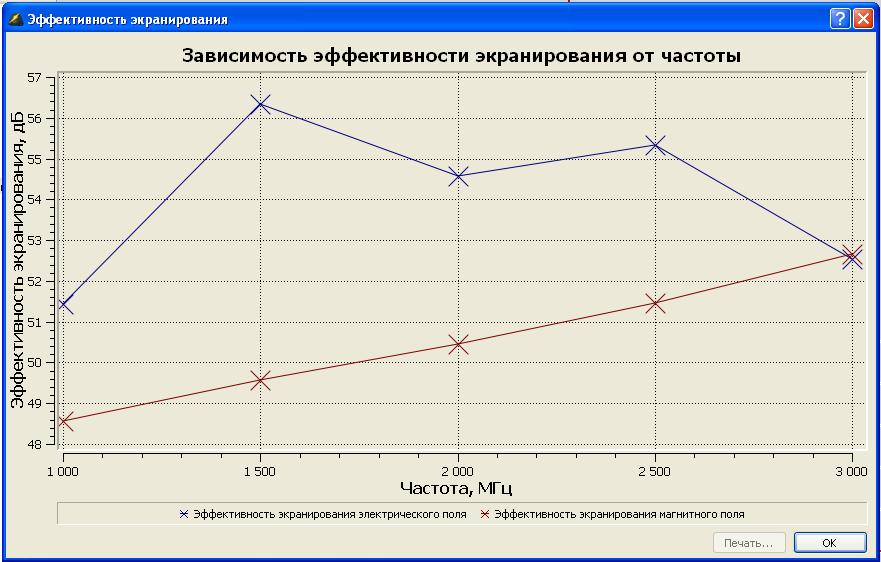 Эффективность экранирования
Зависимость эффективности экранирования от частоты
Эффективность экранирования, дБ
57
56
55
54
53
52
51
50
49
48
1 000
1 500
2 000
2 500
3 000
Частота, МГц
Эффективность экранирования электрического поля
Эффективность экранирования магнитного поля
Печать...
OK